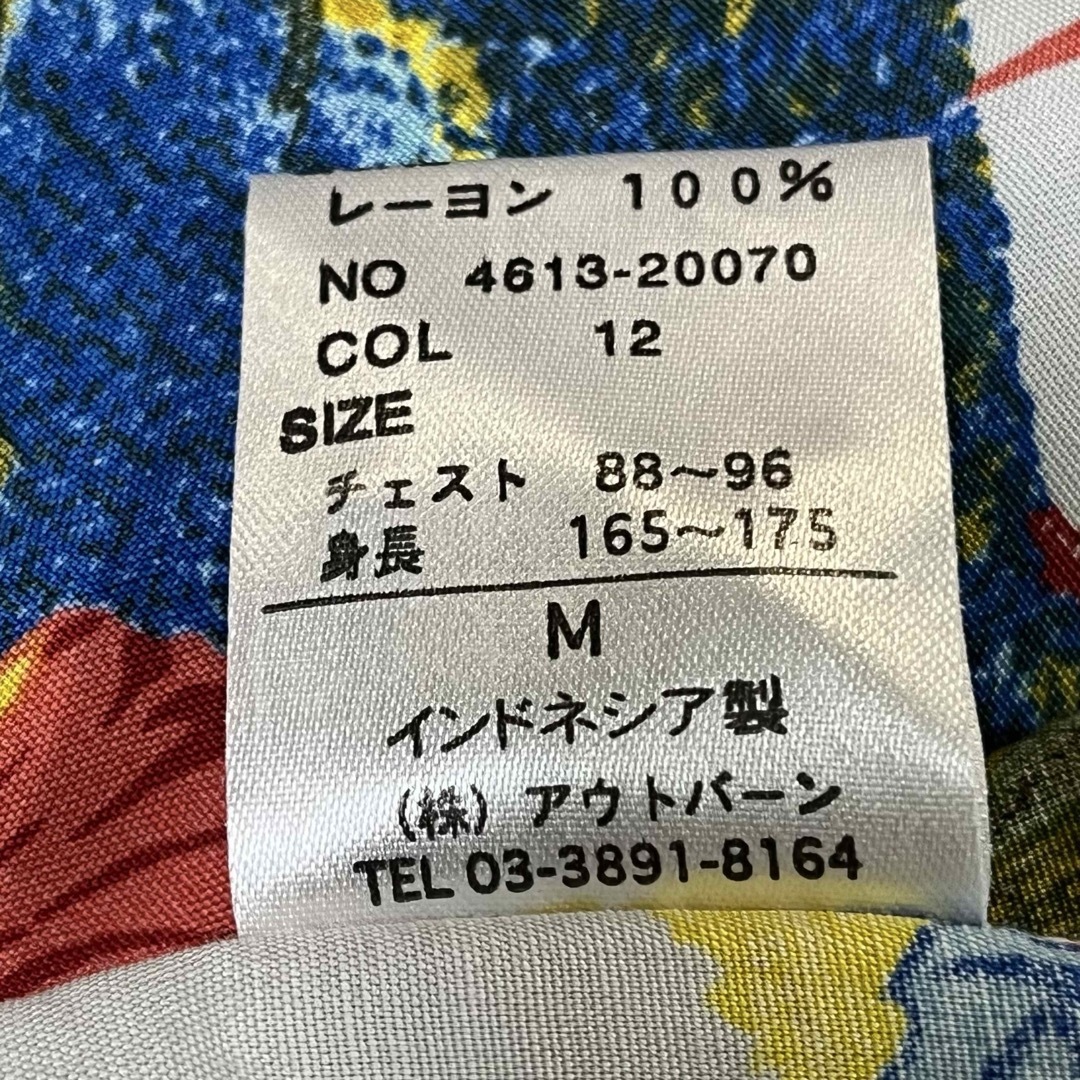 レーヨン 100%
NO 4613-20070
COL 12
SIZE
チェスト 88~96
身長 165~175
M
インドネシア製
(株) アウトバーン
TEL 03-3891-8164